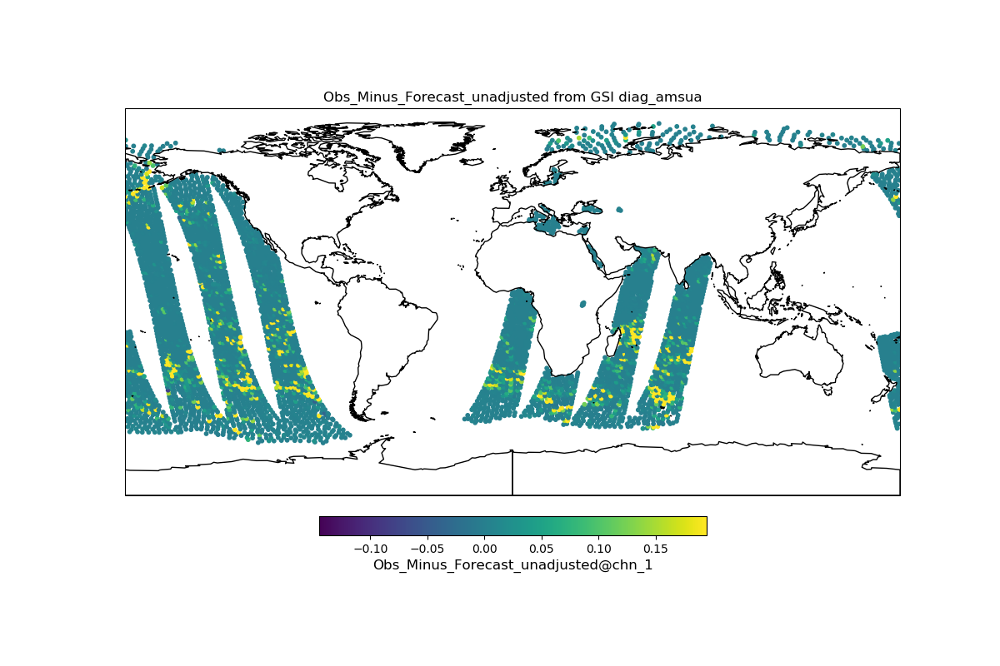 Obs_Minus_Forecast_unadjusted from GSI diag_amsua
−0.10 −0.05 0.00 0.05 0.10 0.15
Obs_Minus_Forecast_unadjusted@chn_1